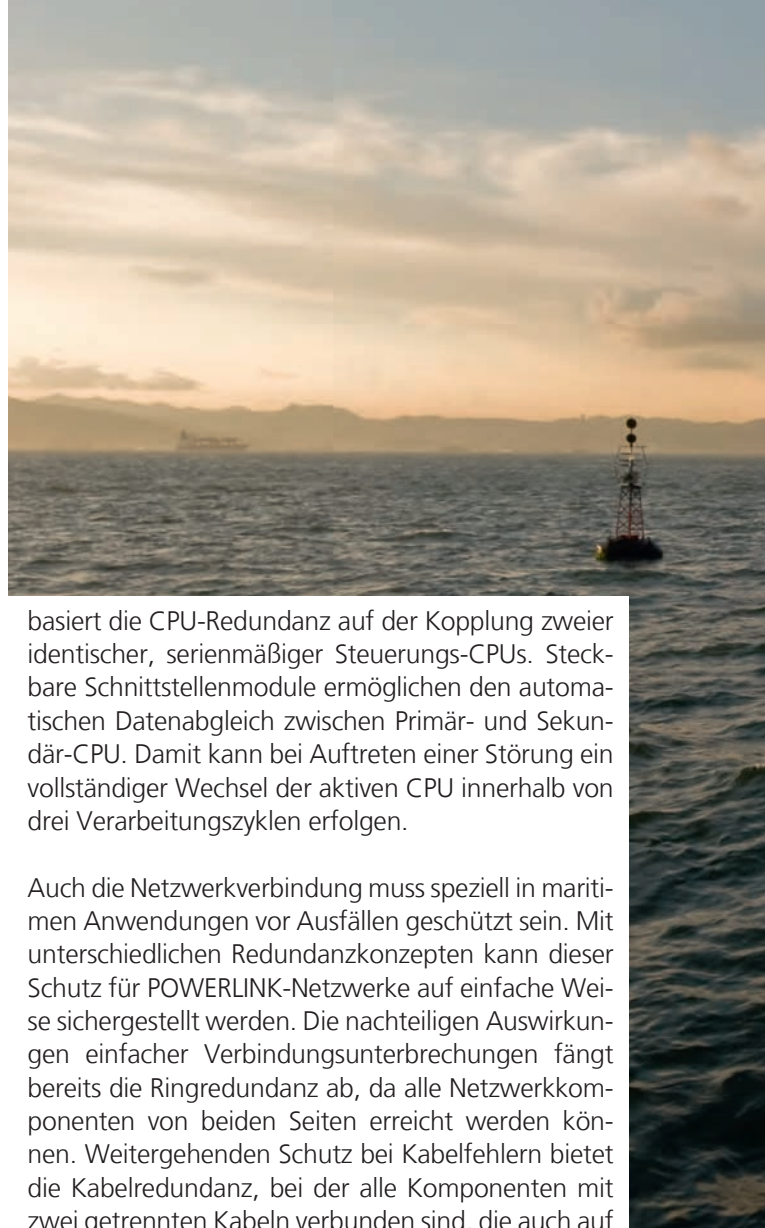 basiert die CPU-Redundanz auf der Kopplung zweier
identischer, serienmäßiger Steuerungs-CPUs. Steck-
bare Schnittstellenmodule ermöglichen den automa-
tischen Datenabgleich zwischen Primär- und Sekun-
där-CPU. Damit kann bei Auftreten einer Störung ein
vollständiger Wechsel der aktiven CPU innerhalb von
drei Verarbeitungszyklen erfolgen.
Auch die Netzwerkverbindung muss speziell in mariti-
men Anwendungen vor Ausfällen geschützt sein. Mit
unterschiedlichen Redundanzkonzepten kann dieser
Schutz für POWERLINK-Netzwerke auf einfache Wei-
se sichergestellt werden. Die nachteiligen Auswirkun-
gen einfacher Verbindungsunterbrechungen fängt
bereits die Ringredundanz ab, da alle Netzwerkkom-
ponenten von beiden Seiten erreicht werden kön-
nen. Weitergehenden Schutz bei Kabelfehlern bietet
die Kabelredundanz, bei der alle Komponenten mit
zwei getrennten Kabeln verbunden sind, die auch auf